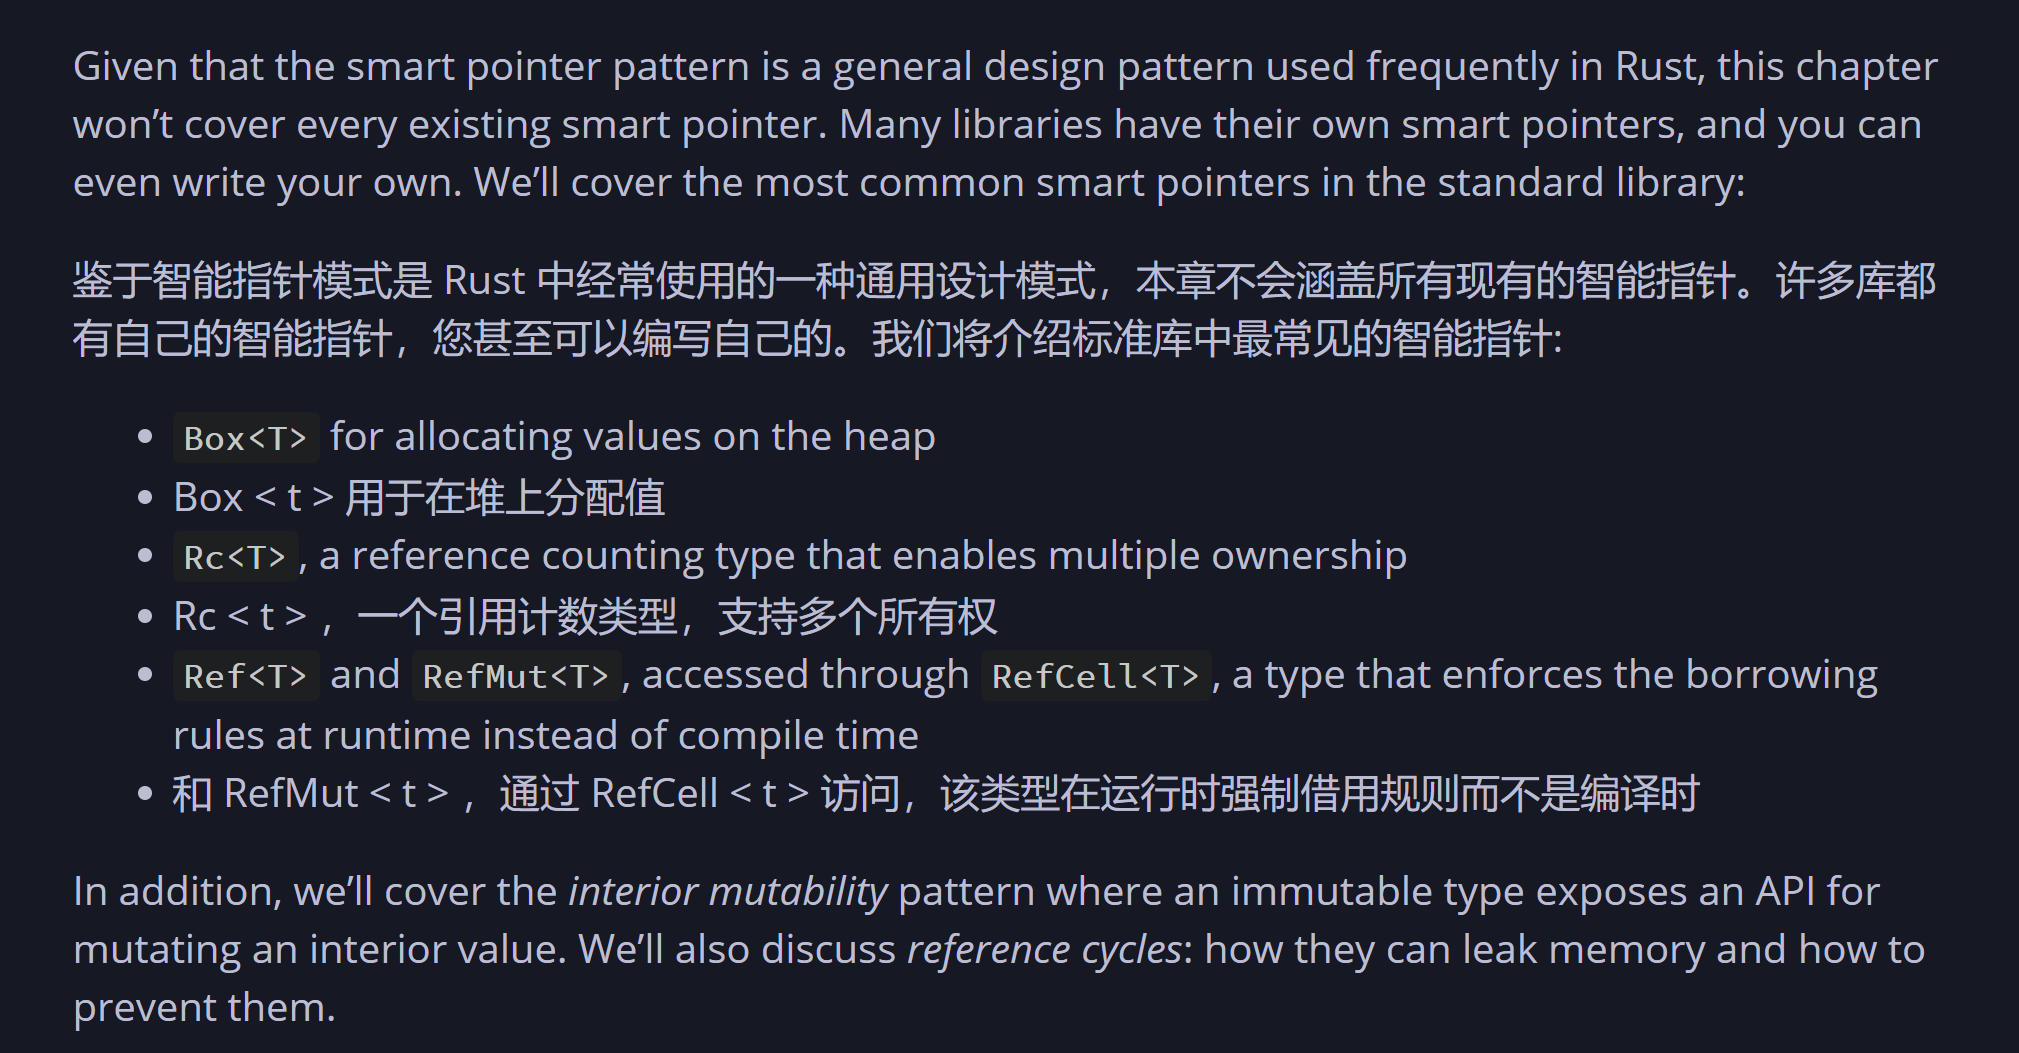 Given that the smart pointer pattern is a general design pattern used frequently in Rust, this chapter
won’t cover every existing smart pointer. Many libraries have their own smart pointers, and you can
even write your own. We’ll cover the most common smart pointers in the standard library:
鉴于智能指针模式是 Rust 中经常使用的一种通用设计模式，本章不会涵盖所有现有的智能指针。许多库都
有自己的智能指针，您甚至可以编写自己的。我们将介绍标准库中最常见的智能指针:
• Box<T> for allocating values on the heap
• Box < t > 用于在堆上分配值
• Rc<T>, a reference counting type that enables multiple ownership
• Rc < t > ，一个引用计数类型，支持多个所有权
• Ref<T> and RefMut<T>, accessed through RefCell<T>, a type that enforces the borrowing
rules at runtime instead of compile time
• 和 RefMut < t > ，通过 RefCell < t > 访问，该类型在运行时强制借用规则而不是编译时
In addition, we’ll cover the interior mutability pattern where an immutable type exposes an API for
mutating an interior value. We’ll also discuss reference cycles: how they can leak memory and how to
prevent them.